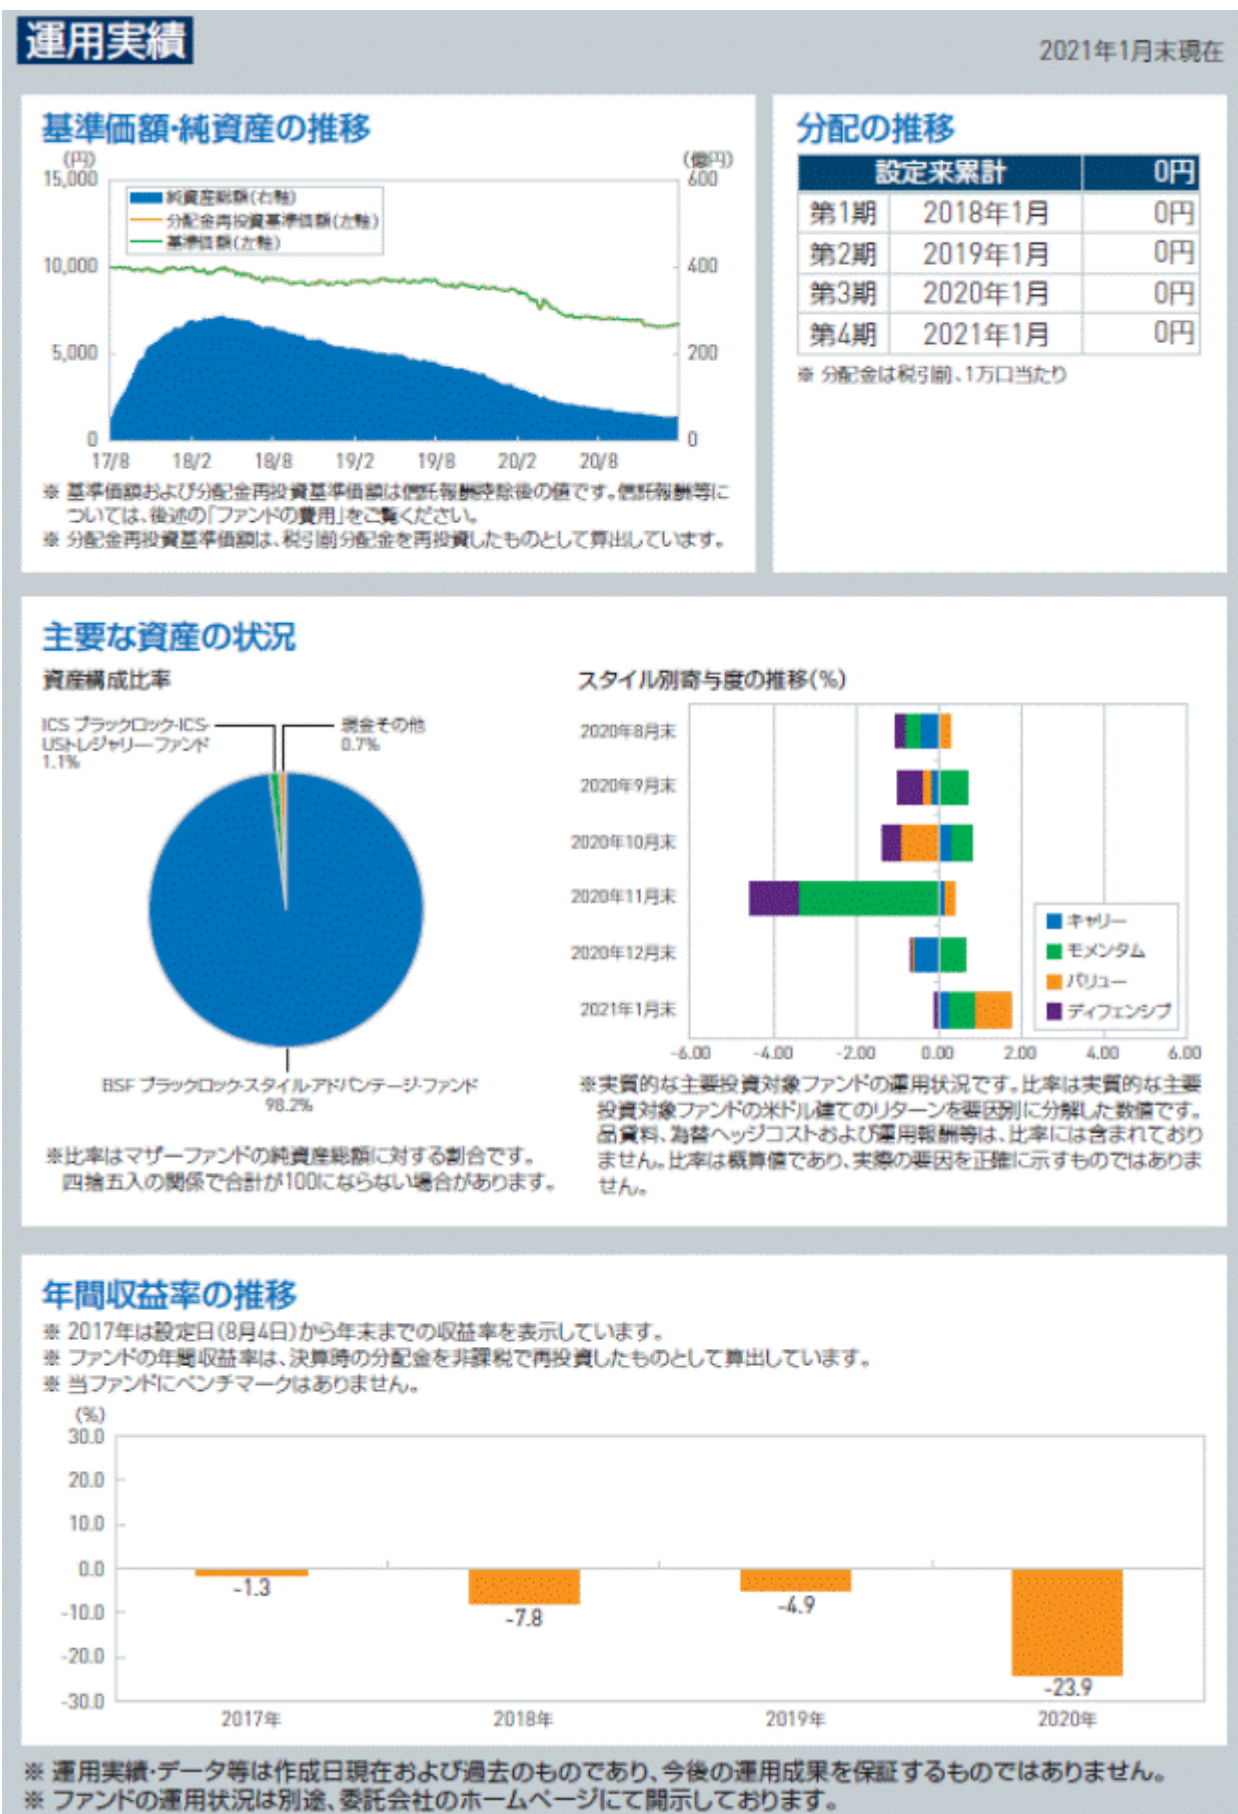 運用実績
2021年1月末現在
基準価額・純資産の推移
(円)
(億円)
15,000
10,000
5,000
0
600
400
200
0
純資産総額(右軸)
分配金再投資基準価額(左軸)
基準価額(左軸)
17/8 18/2 18/8 19/2 19/8 20/2 20/8
※ 基準価額および分配金再投資基準価額は信託報酬控除後の値です。信託報酬等に
ついては、後述の「ファンドの費用」をご覧ください。
※ 分配金再投資基準価額は、税引前分配金を再投資したものとして算出しています。
分配の推移
設定来累計 0円
第1期 2018年1月 0円
第2期 2019年1月 0円
第3期 2020年1月 0円
第4期 2021年1月 0円
※ 分配金は税引前、1万口当たり
主要な資産の状況
資産構成比率
ICS ブラックロック・ICS・
USトレジャリー・ファンド
1.1%
現金その他
0.7%
BSF ブラックロック・スタイル・アドバンテージ・ファンド
98.2%
※比率はマザーファンドの純資産総額に対する割合です。
四捨五入の関係で合計が100にならない場合があります。
スタイル別寄与度の推移(%)
2020年8月末
2020年9月末
2020年10月末
2020年11月末
2020年12月末
2021年1月末
キャリー
モメンタム
バリュー
ディフェンシブ
-6.00 -4.00 -2.00 0.00 2.00 4.00 6.00
※実質的な主要投資対象ファンドの運用状況です。比率は実質的な主要
投資対象ファンドの米ドル建てのリターンを要因別に分解した数値です。
品貸料、為替ヘッジコストおよび運用報酬等は、比率には含まれており
ません。比率は概算値であり、実際の要因を正確に示すものではありま
せん。
年間収益率の推移
※ 2017年は設定日(8月4日)から年末までの収益率を表示しています。
※ ファンドの年間収益率は、決算時の分配金を非課税で再投資したものとして算出しています。
※ 当ファンドにベンチマークはありません。
(%)
30.0
20.0
10.0
0.0
-10.0
-20.0
-30.0
-1.3
-7.8
-4.9
-23.9
2017年 2018年 2019年 2020年
※ 運用実績・データ等は作成日現在および過去のものであり、今後の運用成果を保証するものではありません。
※ ファンドの運用状況は別途、委託会社のホームページにて開示しております。